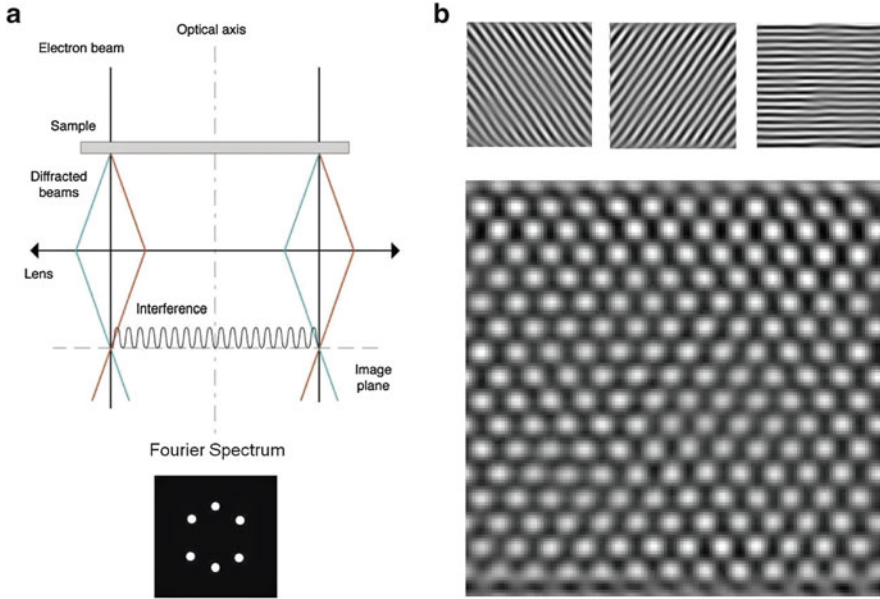 a
Optical axis
Electron beam
Sample
Diffracted
beams
Lens
Interference
Image
plane
Fourier Spectrum
b